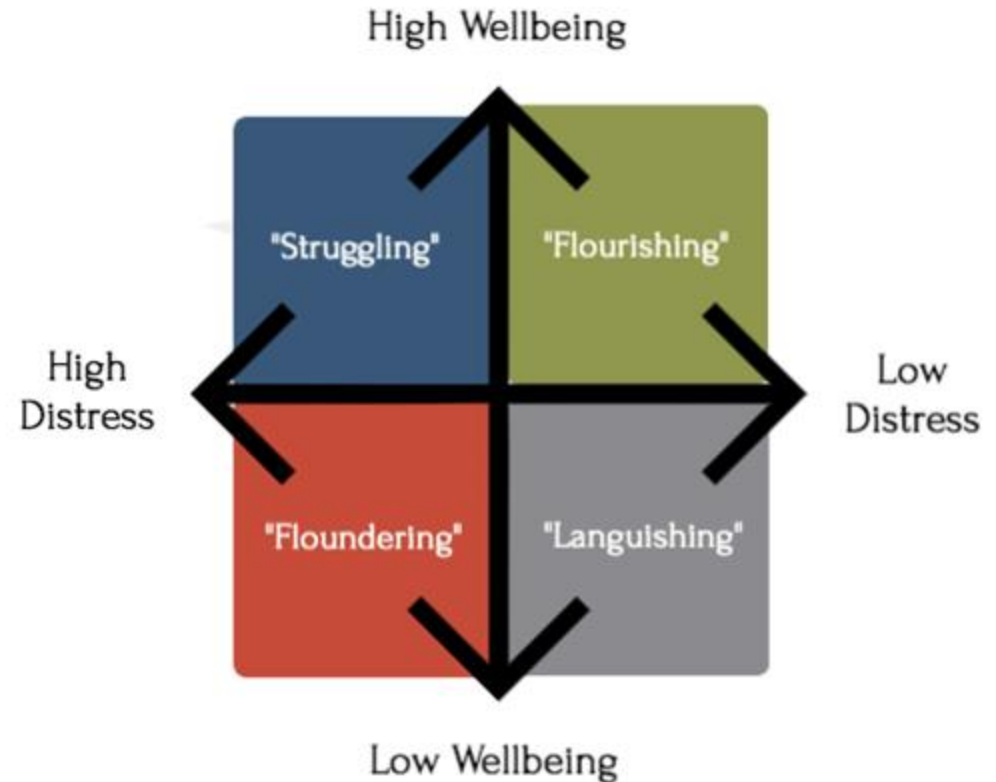 High Wellbeing
"Struggling"
"Flourishing"
High
Distress
Low
Distress
"Floundering"
"Languishing"
Low Wellbeing